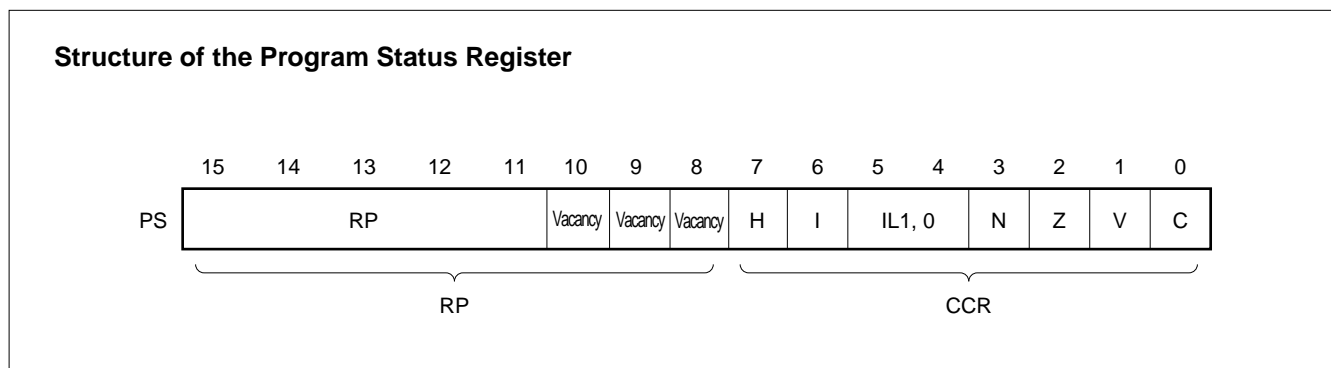 Structure of the Program Status Register
15 14 13 12 11 10 9 8 7 6 5 4 3 2 1 0
PS RP Vacancy Vacancy Vacancy H I IL1, 0 N Z V C
RP CCR